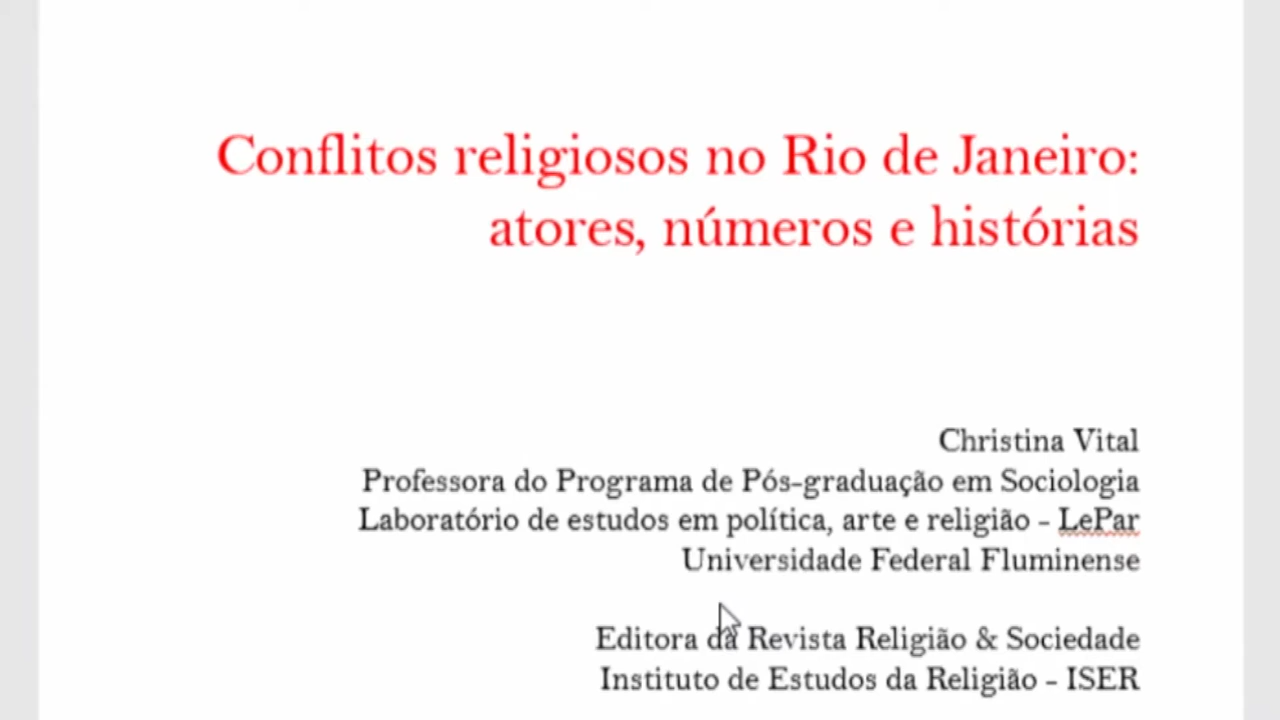 Conflitos religiosos no Rio de Janeiro:
atores, números e histórias
Christina Vital
Professora do Programa de Pós-graduação em Sociologia
Laboratório de estudos em política, arte e religião - LePar
Universidade Federal Fluminense
Editora da Revista Religião & Sociedade
Instituto de Estudos da Religião - ISER